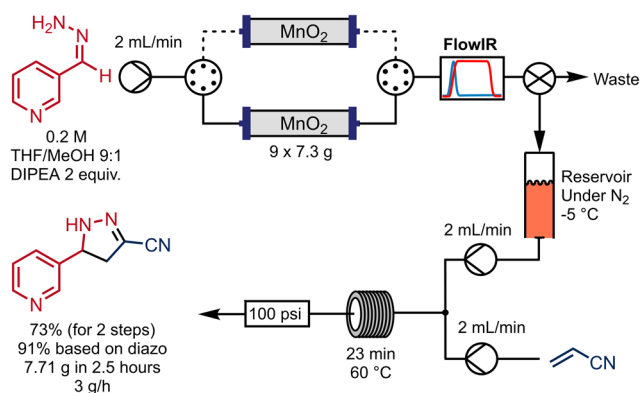 H₂N
N
H
N
0.2 M
THF/MeOH 9:1
DIPEA 2 equiv.
2 mL/min
MnO₂
MnO₂
9 x 7.3 g
FlowIR
Waste
Reservoir
Under N₂
-5 °C
2 mL/min
2 mL/min
CN
23 min
60 °C
100 psi
HN
N
CN
N
73% (for 2 steps)
91% based on diazo
7.71 g in 2.5 hours
3 g/h